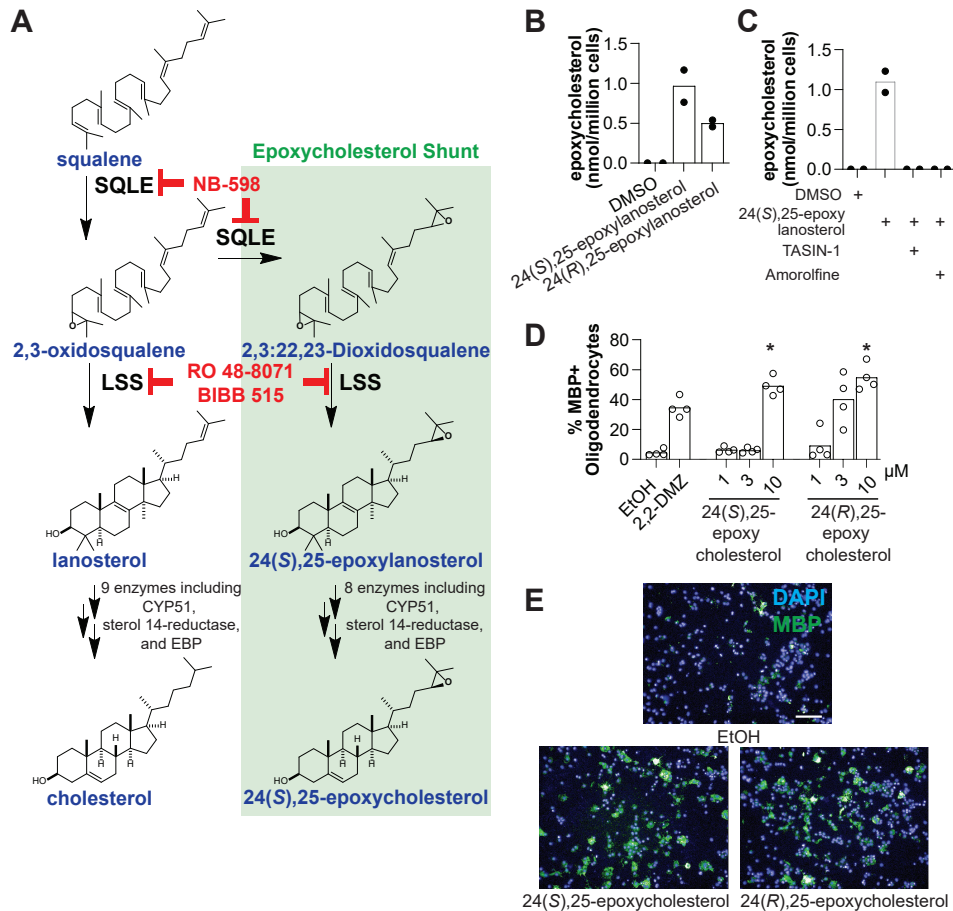 A
squalene
SQLE
NB-598
Epoxycholesterol Shunt
SQLE
O
O
O
2,3-oxidosqualene
2,3:22,23-Dioxidosqualene
LSS
RO 48-8071
BIBB 515
LSS
O
H
H
HO
H
HO
H
lanosterol
24(S),25-epoxylanosterol
9 enzymes including
CYP51,
sterol 14-reductase,
and EBP
8 enzymes including
CYP51,
sterol 14-reductase,
and EBP
O
H
H
H
H
H
H
H
H
HO
HO
cholesterol
24(S),25-epoxycholesterol
B
epoxycholesterol
(nmol/million cells)
1.5
1.0
0.5
0.0
DMSO
24(S),25-epoxylanosterol
24(R),25-epoxylanosterol
C
epoxycholesterol
(nmol/million cells)
1.5
1.0
0.5
0.0
DMSO +
24(S),25-epoxy
lanosterol + + +
TASIN-1 +
Amorolfine +
D
% MBP+
Oligodendrocytes
80
60
40
20
0
* *
EtOH
2,2-DMZ
1 3 10 1 3 10 µM
24(S),25-
epoxy
cholesterol
24(R),25-
epoxy
cholesterol
E
DAPI
MBP
EtOH
24(S),25-epoxycholesterol
24(R),25-epoxycholesterol